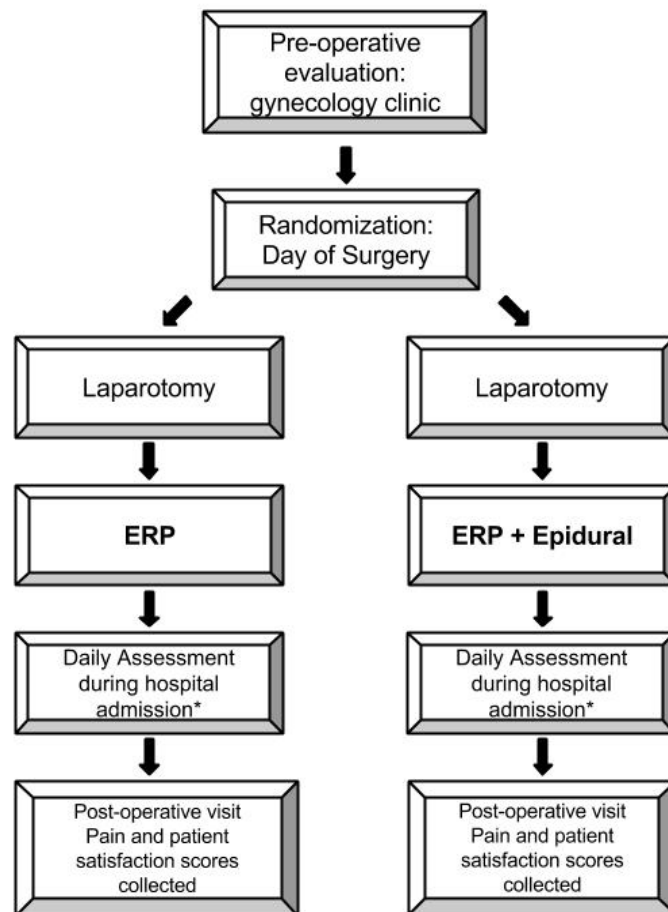 Pre-operative
evaluation:
gynecology clinic
Randomization:
Day of Surgery
Laparotomy
Laparotomy
ERP
ERP + Epidural
Daily Assessment
during hospital
admission*
Daily Assessment
during hospital
admission*
Post-operative visit
Pain and patient
satisfaction scores
collected
Post-operative visit
Pain and patient
satisfaction scores
collected